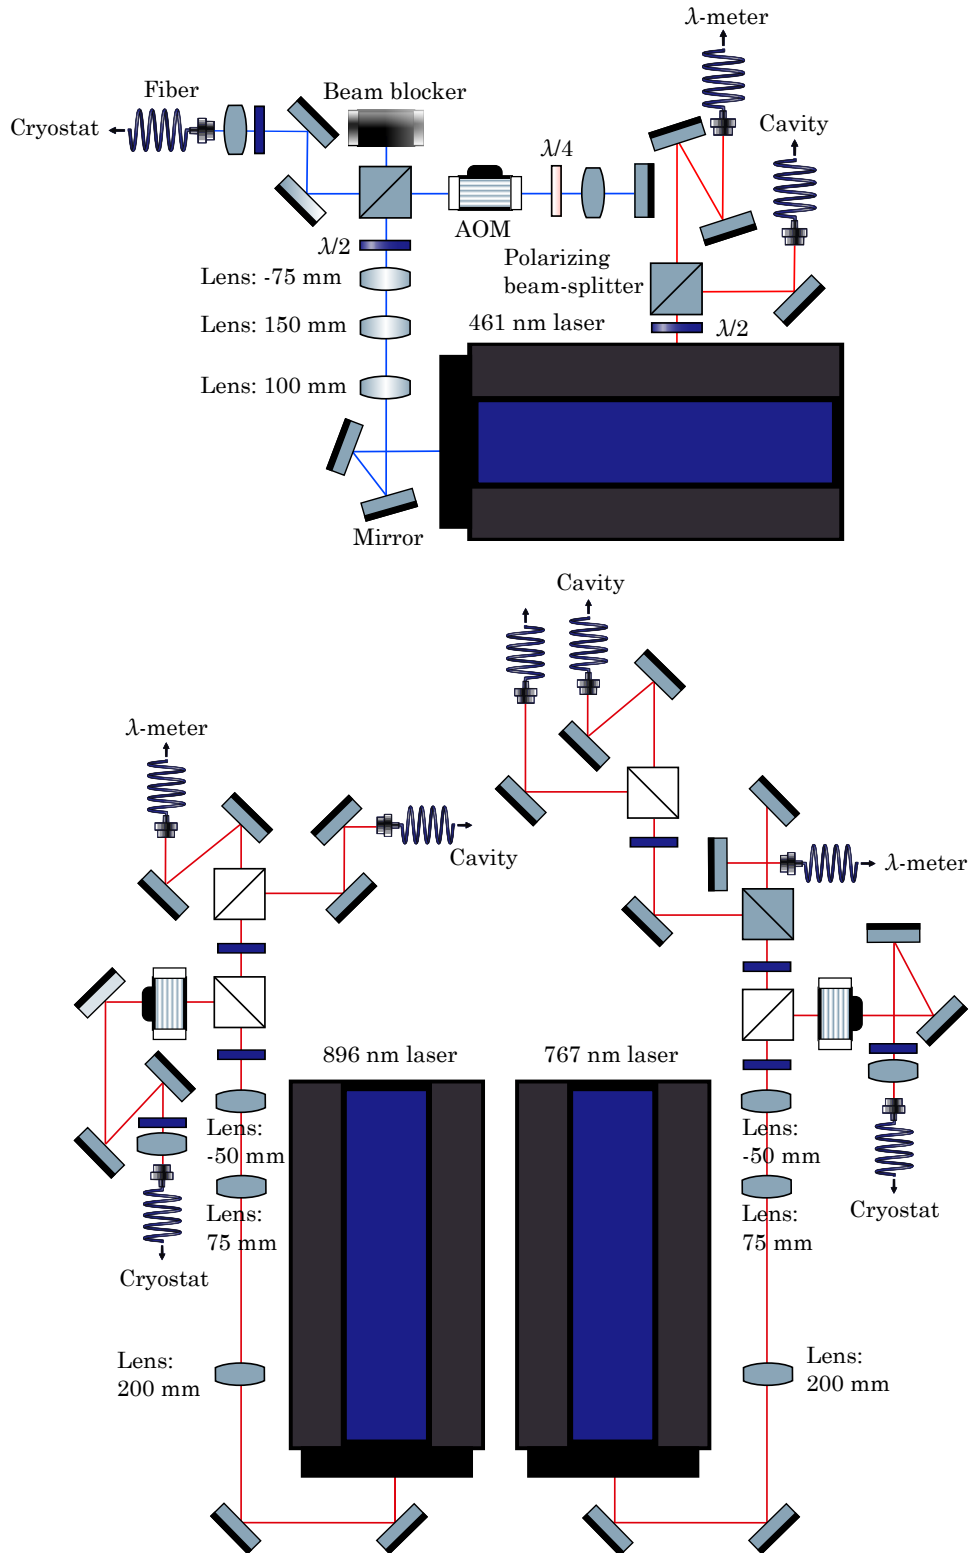 λ-meter
Fiber
Beam blocker
Cavity
Cryostat
λ/4
AOM
λ/2
Polarizing
beam-splitter
Lens: -75 mm
Lens: 150 mm
461 nm laser
λ/2
Lens: 100 mm
Mirror
Cavity
λ-meter
Cavity
λ-meter
896 nm laser
767 nm laser
Lens:
-50 mm
Lens:
-50 mm
Lens:
75 mm
Lens:
75 mm
Cryostat
Cryostat
Lens:
200 mm
Lens:
200 mm